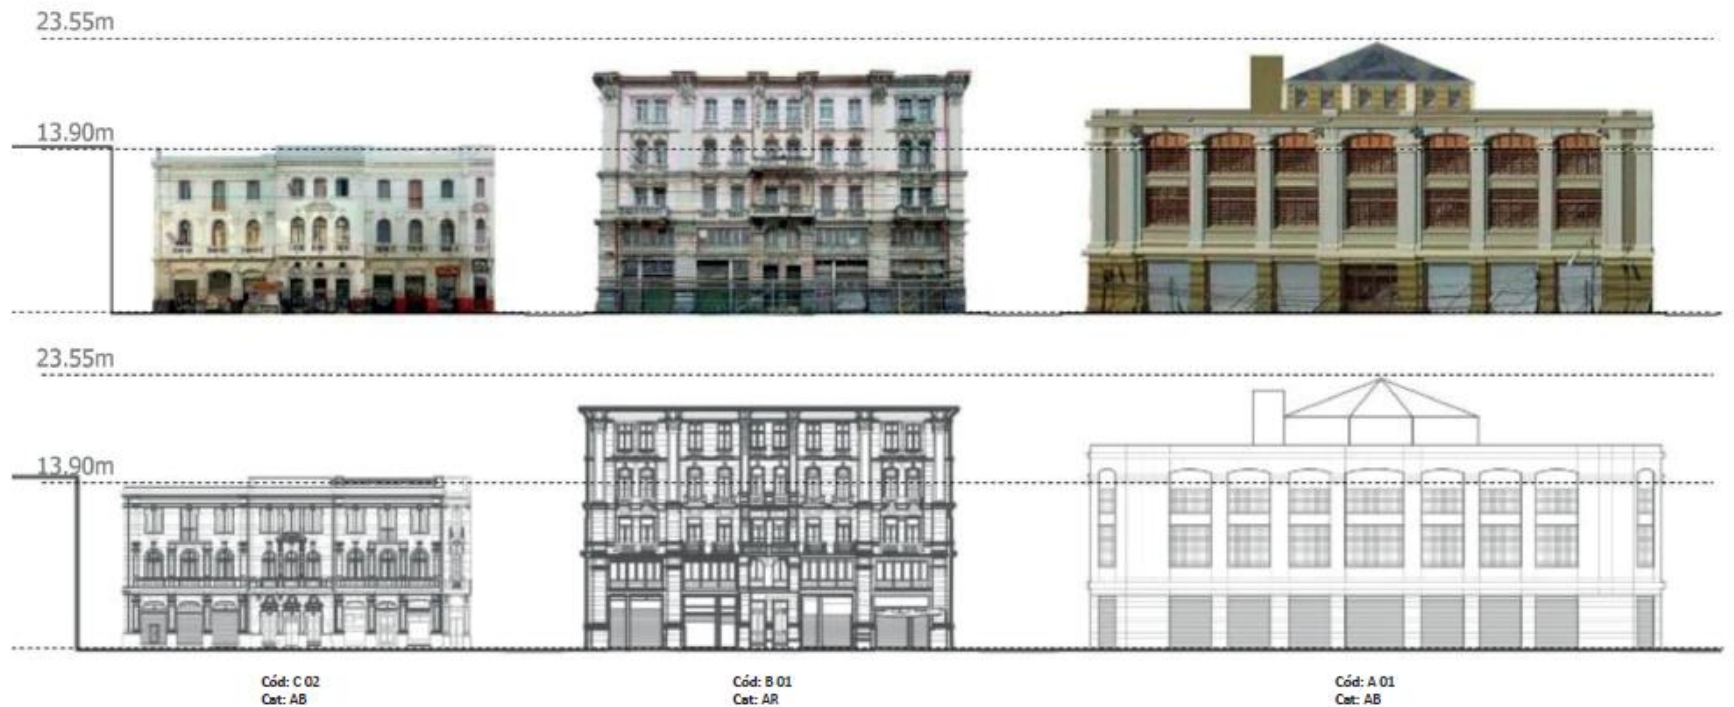 23.55m
13.90m
23.55m
13.90m
Cód: C 02
Cat: AB
Cód: B 01
Cat: AR
Cód: A 01
Cat: AB